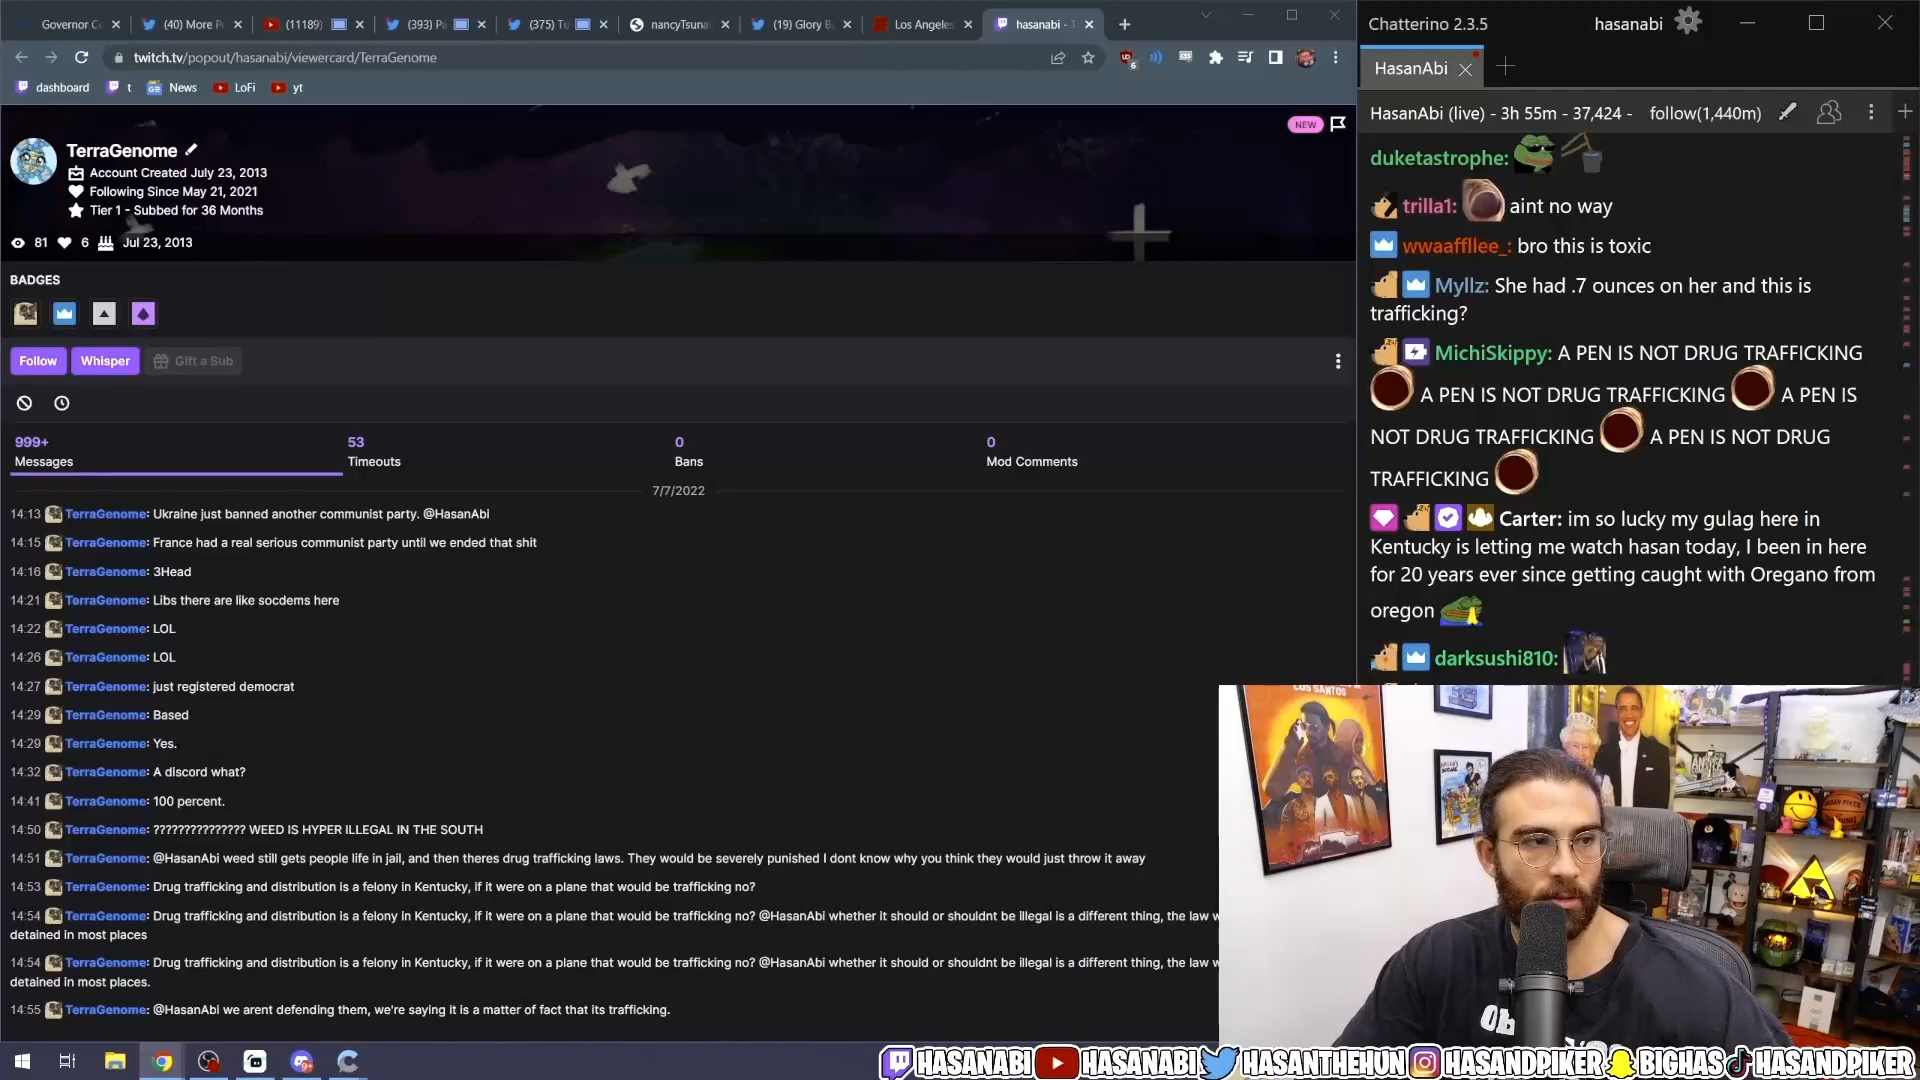 Governor C
(40) More P
(11189)
(393) Pa
(375) Tu
nancyTsuna
(19) Glory B
Los Angeles
hasanabi - T
twitch.tv/popout/hasanabi/viewercard/TerraGenome
6
dashboard
t
News
LoFi
yt
NEW
TerraGenome
Account Created July 23, 2013
Following Since May 21, 2021
Tier 1 - Subbed for 36 Months
81
6
Jul 23, 2013
BADGES
Follow
Whisper
Gift a Sub
999+
53
0
0
Messages
Timeouts
Bans
Mod Comments
7/7/2022
14:13 TerraGenome: Ukraine just banned another communist party. @HasanAbi
14:15 TerraGenome: France had a real serious communist party until we ended that shit
14:16 TerraGenome: 3Head
14:21 TerraGenome: Libs there are like socdems here
14:22 TerraGenome: LOL
14:26 TerraGenome: LOL
14:27 TerraGenome: just registered democrat
14:29 TerraGenome: Based
14:29 TerraGenome: Yes.
14:32 TerraGenome: A discord what?
14:41 TerraGenome: 100 percent.
14:50 TerraGenome: ??????????????? WEED IS HYPER ILLEGAL IN THE SOUTH
14:51 TerraGenome: @HasanAbi weed still gets people life in jail, and then theres drug trafficking laws. They would be severely punished I dont know why you think they would just throw it away
14:53 TerraGenome: Drug trafficking and distribution is a felony in Kentucky, if it were on a plane that would be trafficking no?
14:54 TerraGenome: Drug trafficking and distribution is a felony in Kentucky, if it were on a plane that would be trafficking no? @HasanAbi whether it should or shouldnt be illegal is a different thing, the law w
detained in most places
14:54 TerraGenome: Drug trafficking and distribution is a felony in Kentucky, if it were on a plane that would be trafficking no? @HasanAbi whether it should or shouldnt be illegal is a different thing, the law w
detained in most places.
14:55 TerraGenome: @HasanAbi we arent defending them, we're saying it is a matter of fact that its trafficking.
Chatterino 2.3.5
hasanabi
HasanAbi
HasanAbi (live) - 3h 55m - 37,424 -
follow(1,440m)
duketastrophe:
trilla1: aint no way
wwaaffllee_: bro this is toxic
Myllz: She had .7 ounces on her and this is
trafficking?
MichiSkippy: A PEN IS NOT DRUG TRAFFICKING
A PEN IS NOT DRUG TRAFFICKING A PEN IS
NOT DRUG TRAFFICKING A PEN IS NOT DRUG
TRAFFICKING
Carter: im so lucky my gulag here in
Kentucky is letting me watch hasan today, I been in here
for 20 years ever since getting caught with Oregano from
oregon
darksushi810:
LOS SANTOS
HASAN PIKER
HASANABI
HASANABI
HASANTHEHUN
HASANDPIKER
BIGHAS
HASANDPIKER